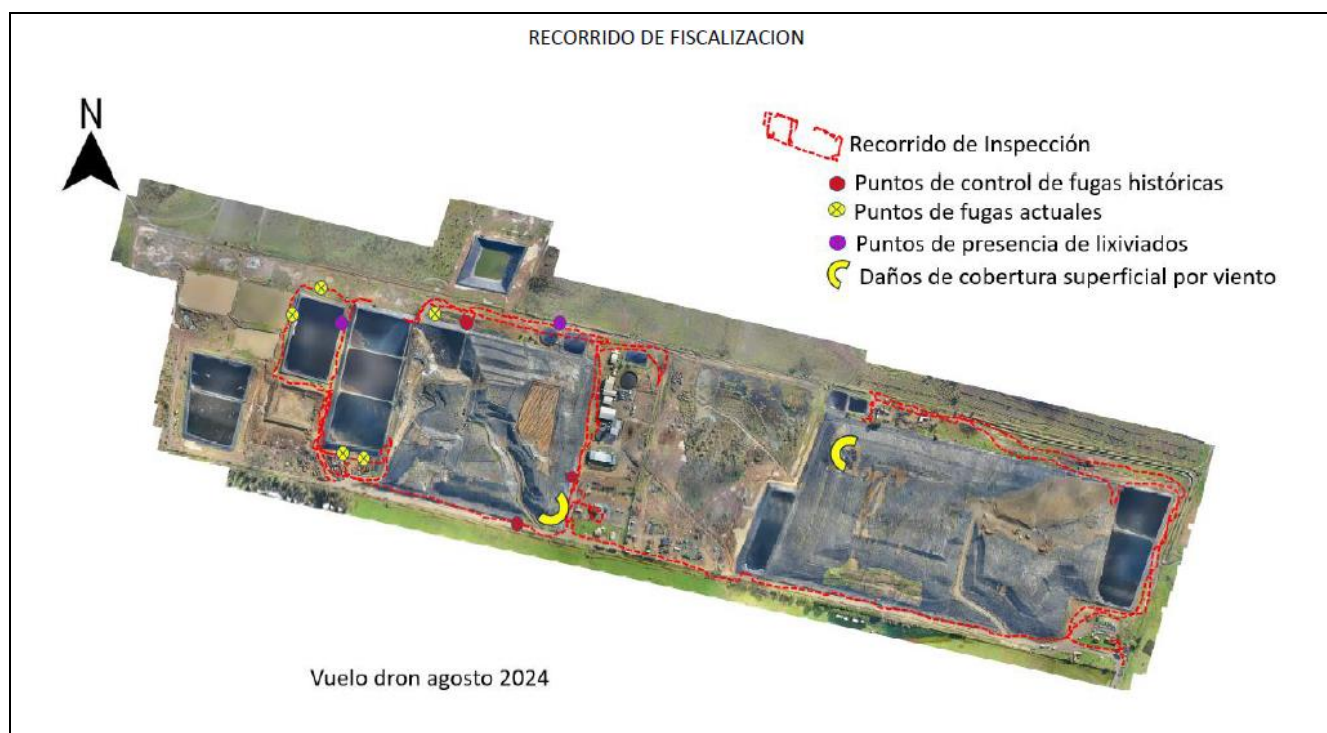 RECORRIDO DE FISCALIZACION
N
Recorrido de Inspección
Puntos de control de fugas históricas
Puntos de fugas actuales
Puntos de presencia de lixiviados
Daños de cobertura superficial por viento
Vuelo dron agosto 2024